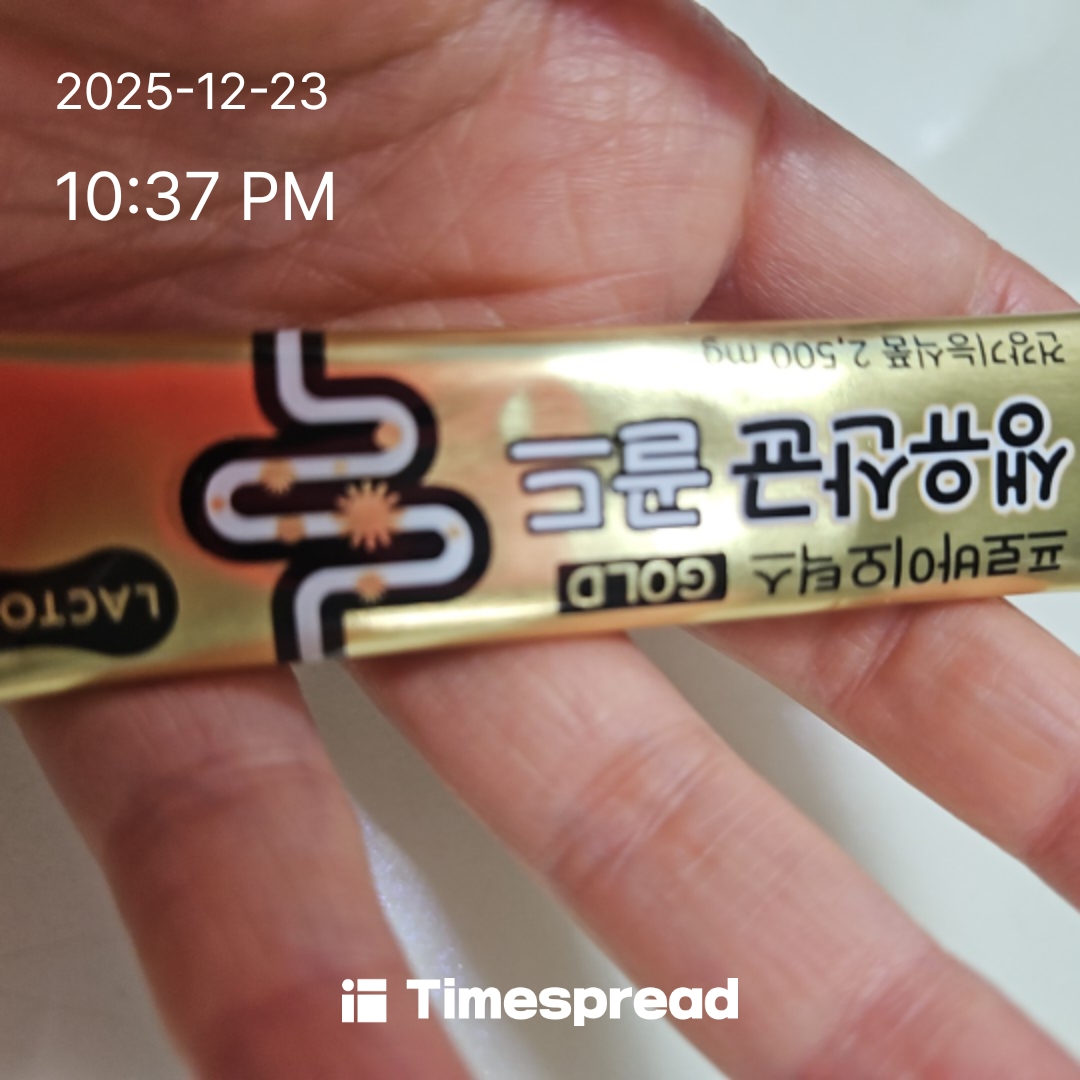 2025-12-23
10:37 PM
건강기능식품 2,500 mg
생유산균 골드
프로바이오틱스 GOLD
LACTO
Timespread